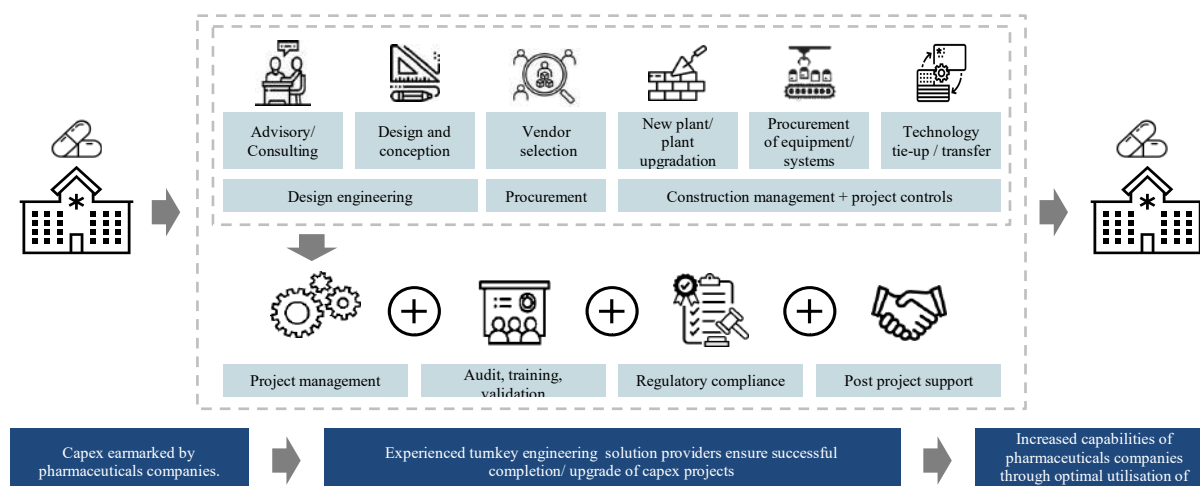 Advisory/
Consulting
Design and
conception
Vendor
selection
New plant/
plant
upgradation
Procurement
of equipment/
systems
Technology
tie-up / transfer
Design engineering
Procurement
Construction management + project controls
Project management
Audit, training,
validation
Regulatory compliance
Post project support
Capex earmarked by
pharmaceuticals companies.
Experienced turnkey engineering solution providers ensure successful
completion/ upgrade of capex projects
Increased capabilities of
pharmaceuticals companies
through optimal utilisation of